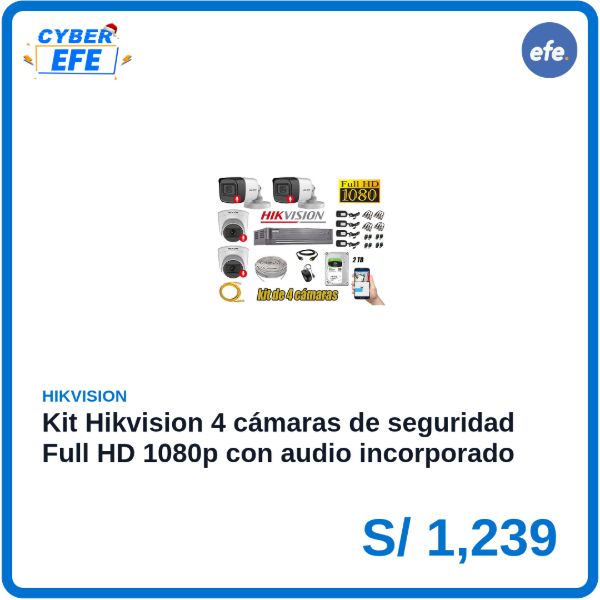 CYBER
EFE
efe.
Full HD
1080
HIKVISION
2 TB
kit de 4 cámaras
HIKVISION
Kit Hikvision 4 cámaras de seguridad
Full HD 1080p con audio incorporado
S/ 1,239